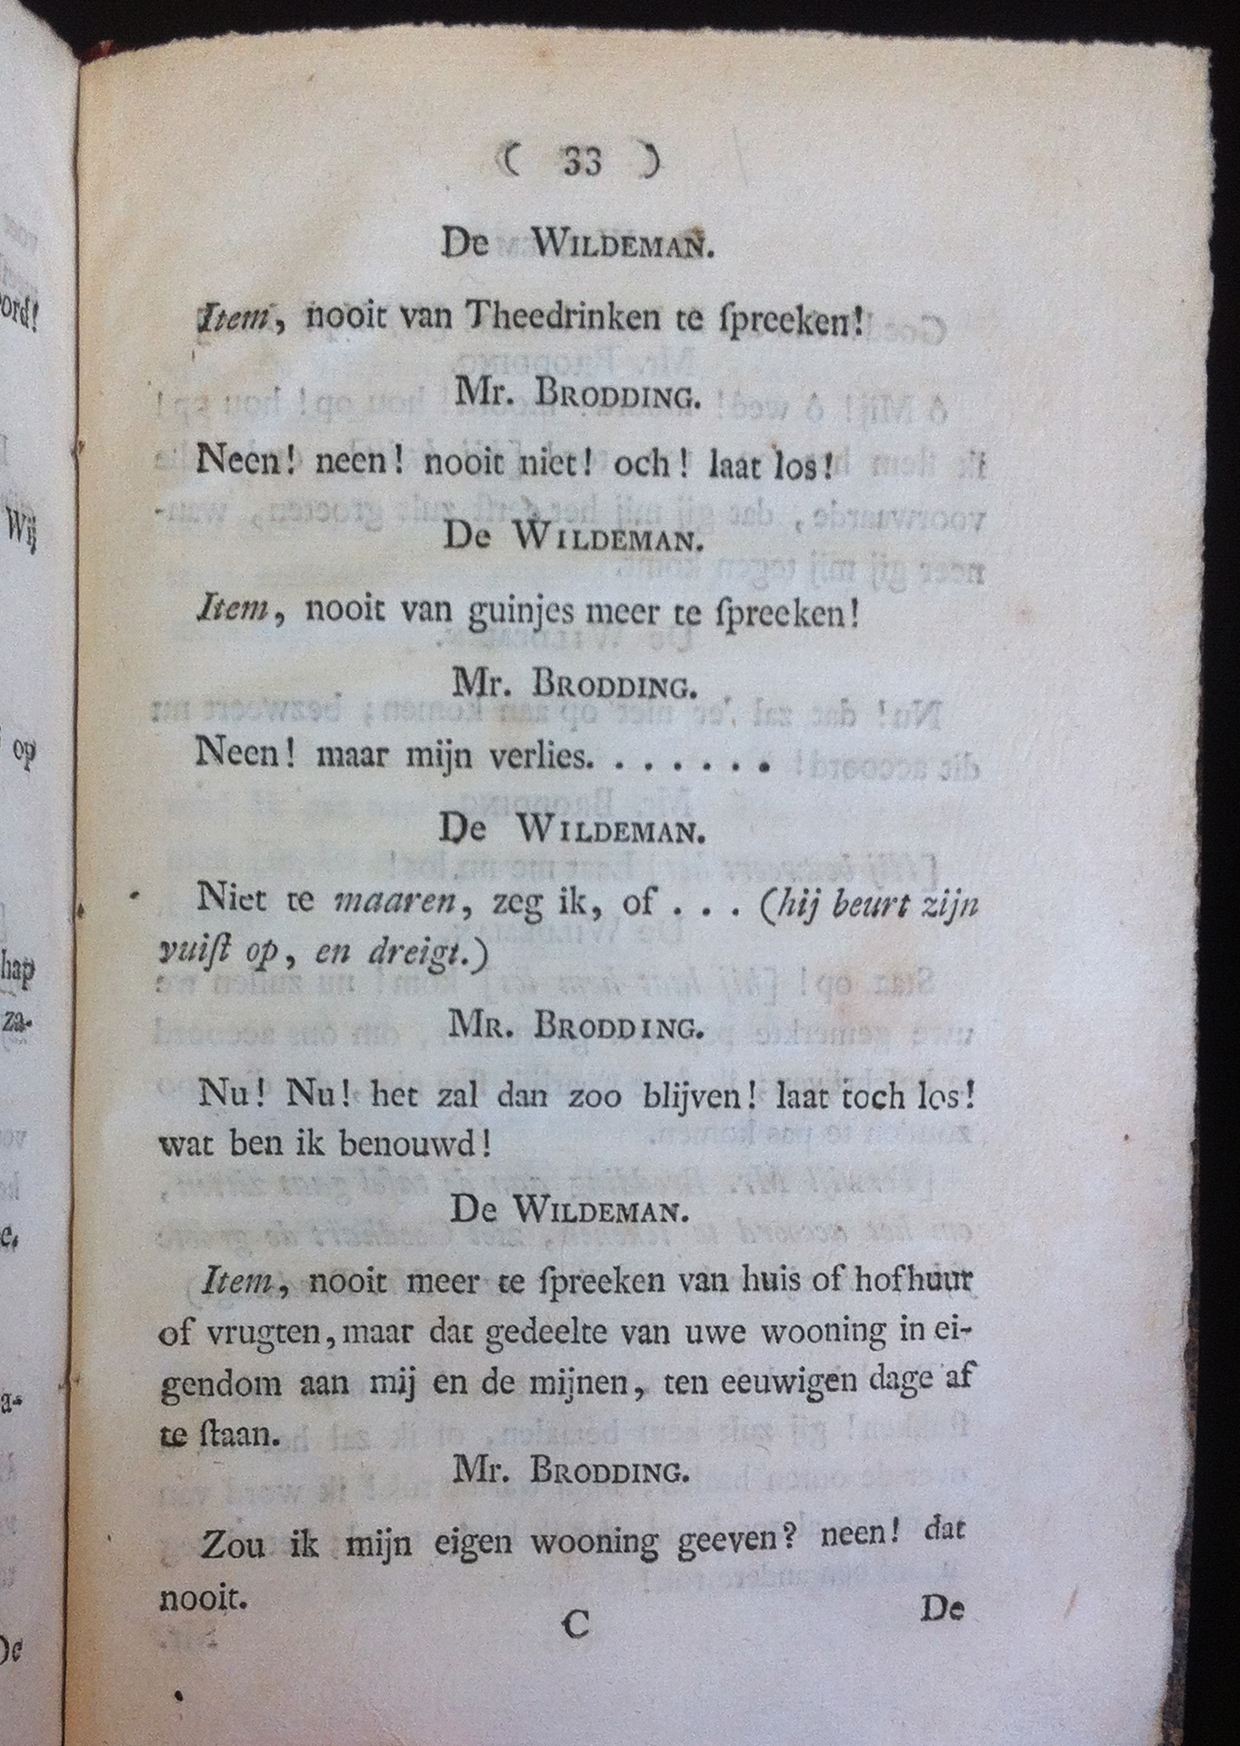 ( 33 )
De Wildeman.
Item, nooit van Theedrinken te ſpreeken!
Mr. Brodding.
Neen! neen! nooit niet! och! laat los!
De Wildeman.
Item, nooit van guinjes meer te ſpreeken!
Mr. Brodding.
Neen! maar mijn verlies. . . . . . . .
De Wildeman.
Niet te maaren, zeg ik, of . . . (hij beurt zijn
vuiſt op, en dreigt.)
Mr. Brodding.
Nu! Nu! het zal dan zoo blijven! laat toch los!
wat ben ik benouwd!
De Wildeman.
Item, nooit meer te ſpreeken van huis of hofhuur
of vrugten, maar dat gedeelte van uwe wooning in ei-
gendom aan mij en de mijnen, ten eeuwigen dage af
te ſtaan.
Mr. Brodding.
Zou ik mijn eigen wooning geeven? neen! dat
nooit.
C
De